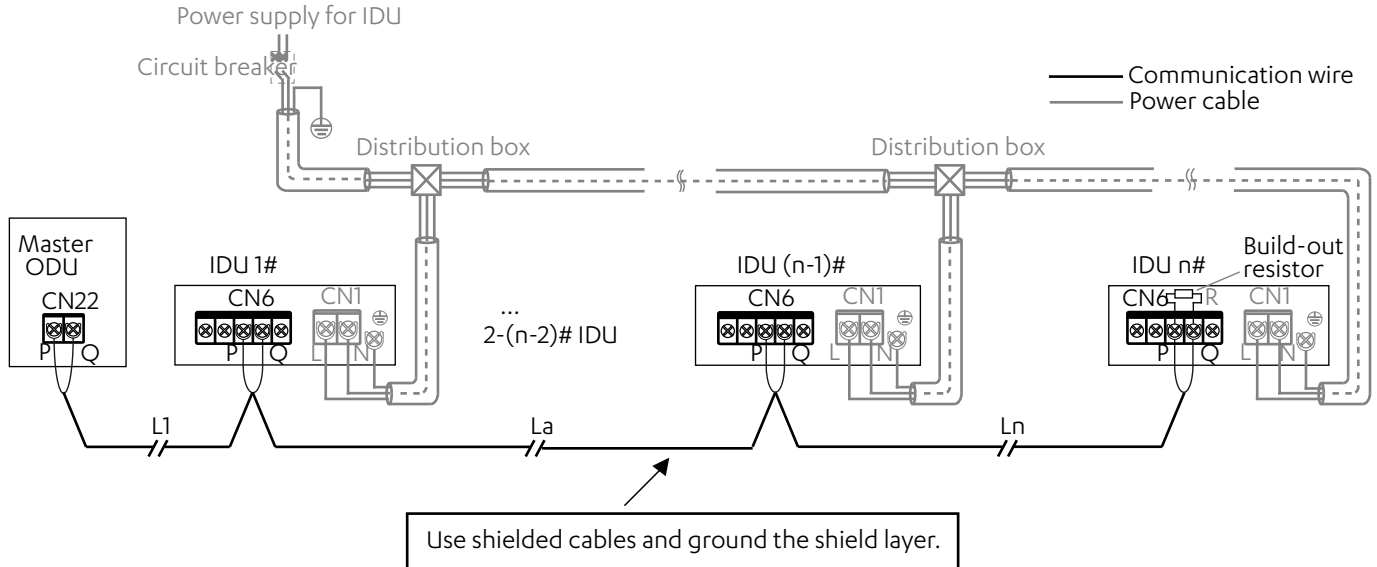 Power supply for IDU
Circuit breaker
Communication wire
Power cable
Distribution box
Distribution box
Master
ODU
CN22
P Q
IDU 1#
CN6 CN1
P Q L N
...
2-(n-2)# IDU
IDU (n-1)#
CN6 CN1
P Q L N
IDU n#
Build-out
resistor
CN6 R CN1
P Q L N
L1
La
Ln
Use shielded cables and ground the shield layer.